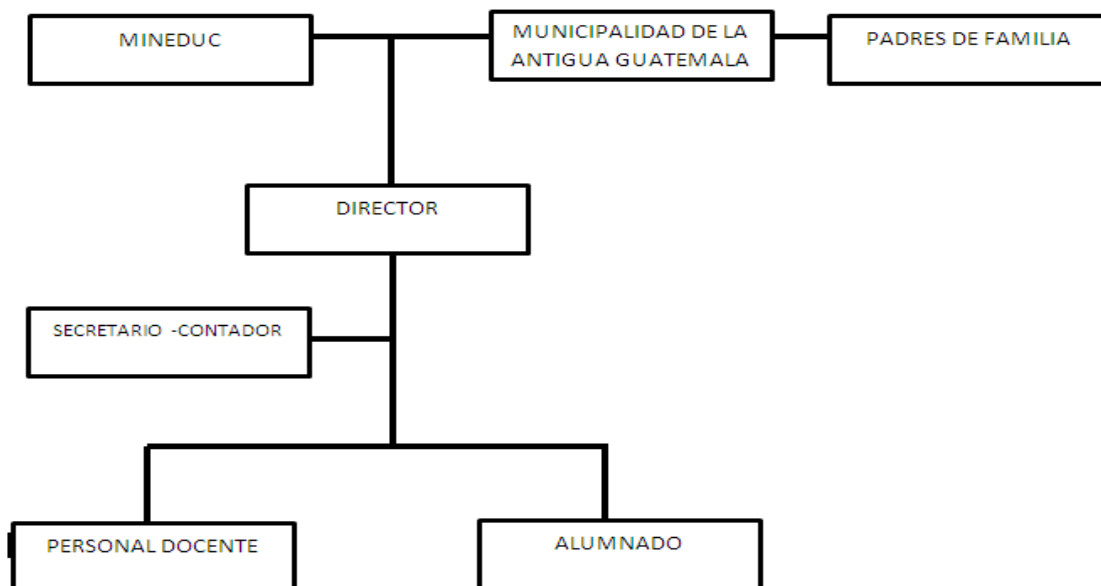 MINEDUC
MUNICIPALIDAD DE LA
ANTIGUA GUATEMALA
PADRES DE FAMILIA
DIRECTOR
SECRETARIO -CONTADOR
PERSONAL DOCENTE
ALUMNADO